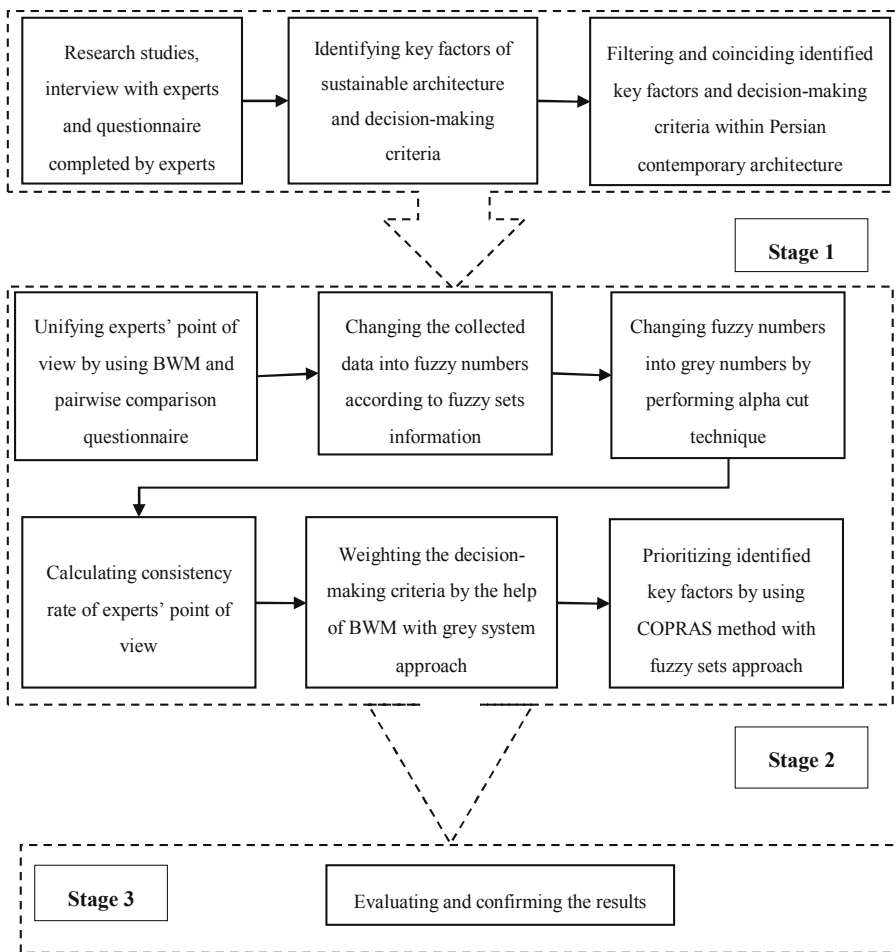 Research studies,
interview with experts
and questionnaire
completed by experts
Identifying key factors of
sustainable architecture
and decision-making
criteria
Filtering and coinciding identified
key factors and decision-making
criteria within Persian
contemporary architecture
Stage 1
Unifying experts’ point of
view by using BWM and
pairwise comparison
questionnaire
Changing the collected
data into fuzzy numbers
according to fuzzy sets
information
Changing fuzzy numbers
into grey numbers by
performing alpha cut
technique
Calculating consistency
rate of experts’ point of
view
Weighting the decision-
making criteria by the help
of BWM with grey system
approach
Prioritizing identified
key factors by using
COPRAS method with
fuzzy sets approach
Stage 2
Stage 3
Evaluating and confirming the results